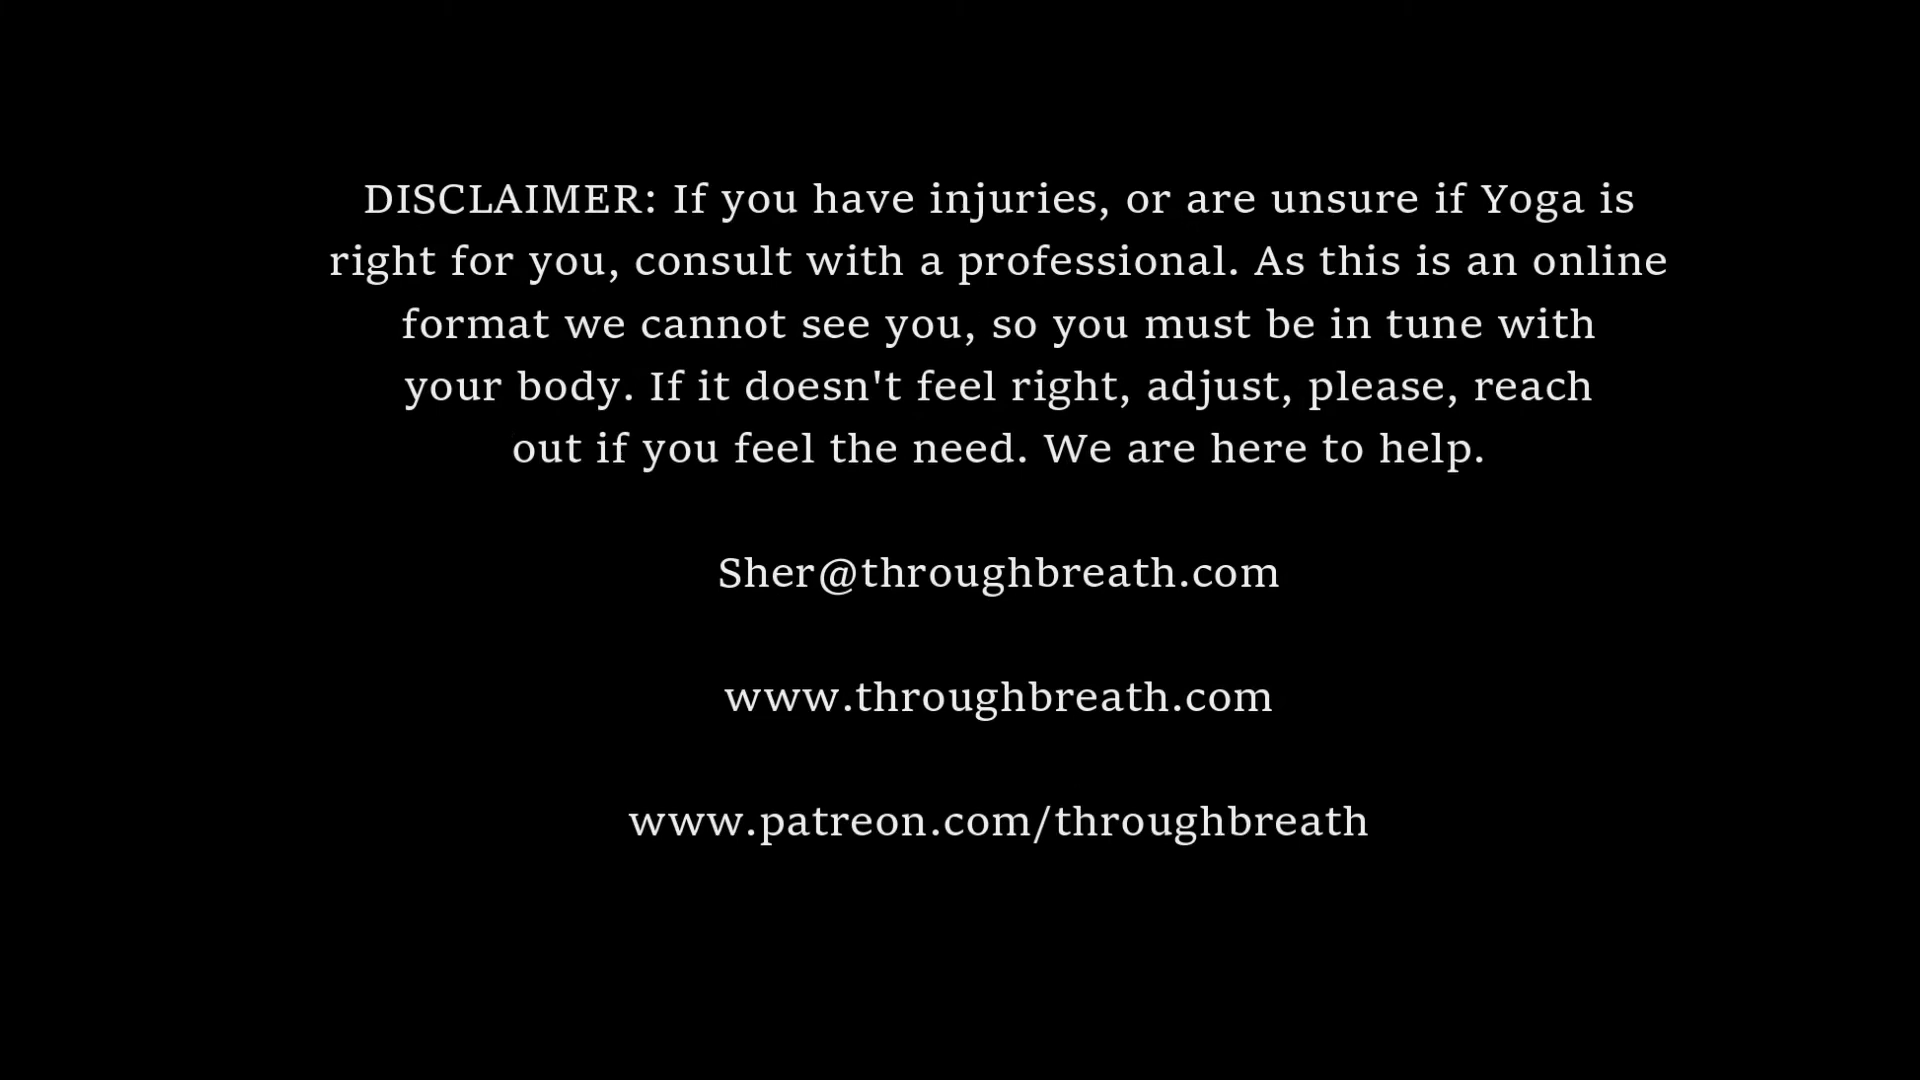 DISCLAIMER: If you have injuries, or are unsure if Yoga is
right for you, consult with a professional. As this is an online
format we cannot see you, so you must be in tune with
your body. If it doesn't feel right, adjust, please, reach
out if you feel the need. We are here to help.
Sher@throughbreath.com
www.throughbreath.com
www.patreon.com/throughbreath